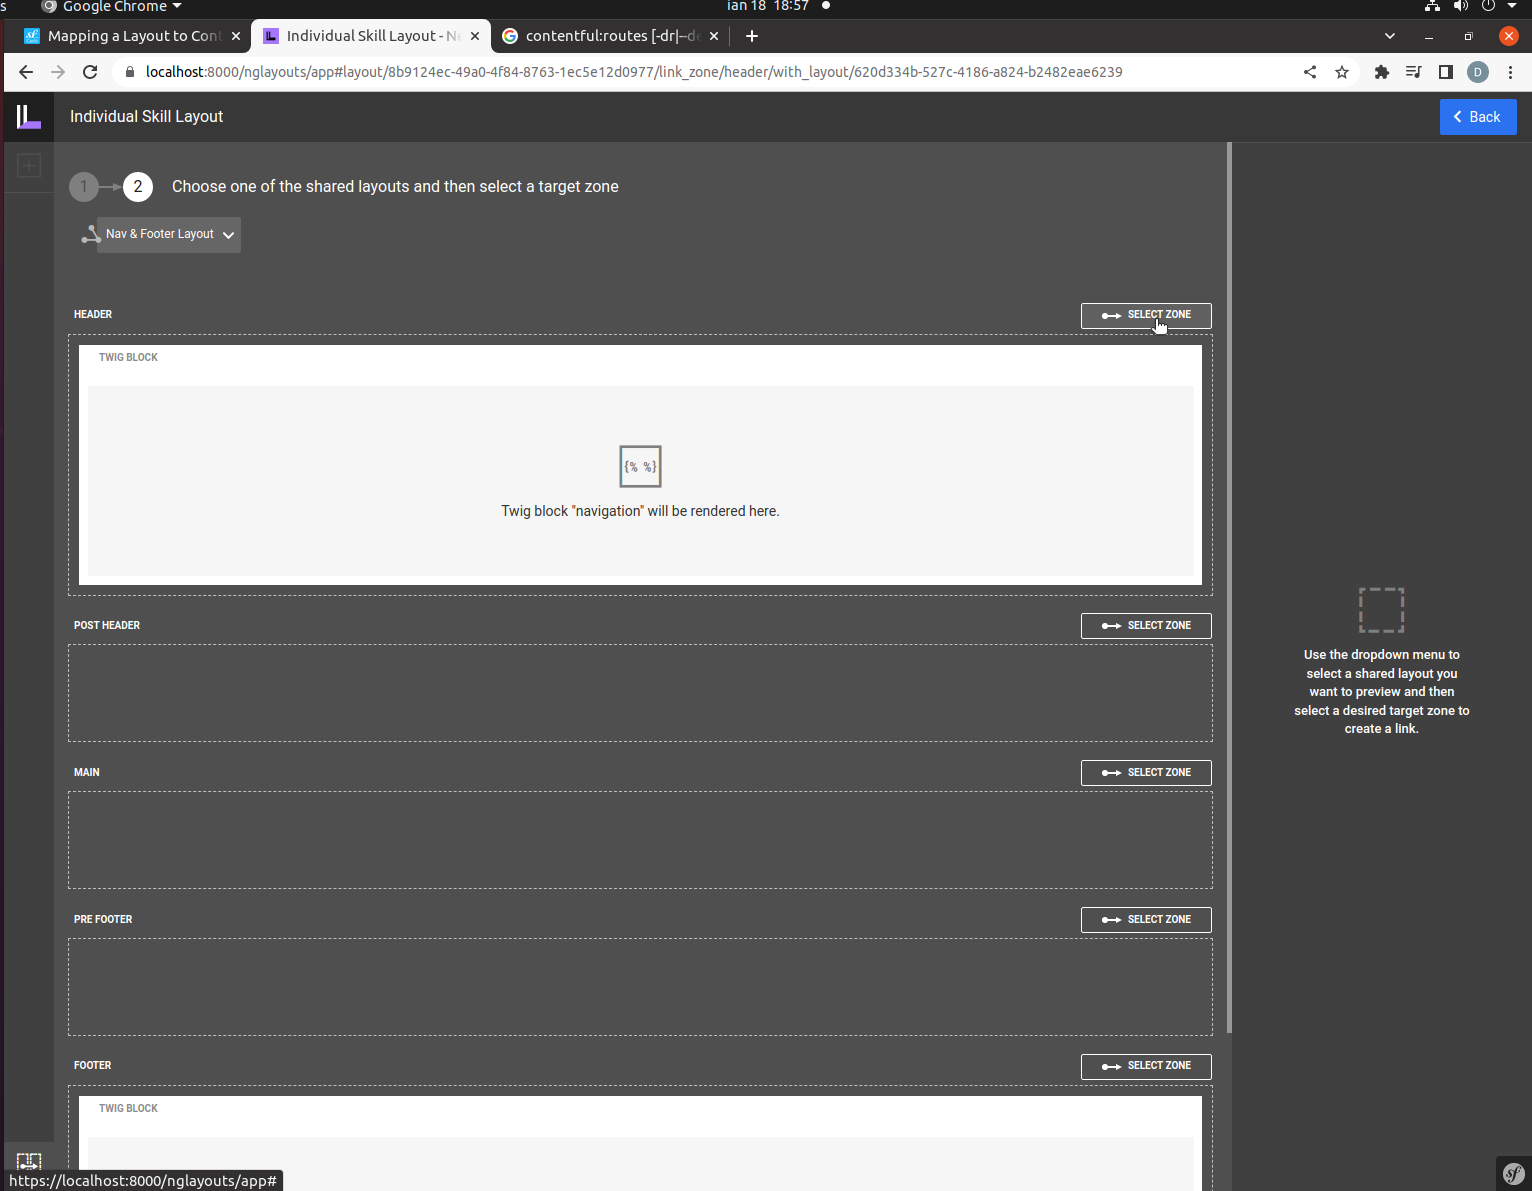 s Google Chrome ian 18 18:57
Mapping a Layout to Con
Individual Skill Layout - N
contentful:routes [-dr|--de
localhost:8000/nglayouts/app#layout/8b9124ec-49a0-4f84-8763-1ec5e12d0977/link_zone/header/with_layout/620d334b-527c-4186-a824-b2482eae6239
D
Individual Skill Layout
Back
1 2 Choose one of the shared layouts and then select a target zone
Nav & Footer Layout
HEADER
SELECT ZONE
TWIG BLOCK
{% %}
Twig block "navigation" will be rendered here.
POST HEADER
SELECT ZONE
MAIN
SELECT ZONE
PRE FOOTER
SELECT ZONE
FOOTER
SELECT ZONE
TWIG BLOCK
Use the dropdown menu to
select a shared layout you
want to preview and then
select a desired target zone to
create a link.
https://localhost:8000/nglayouts/app#
sf